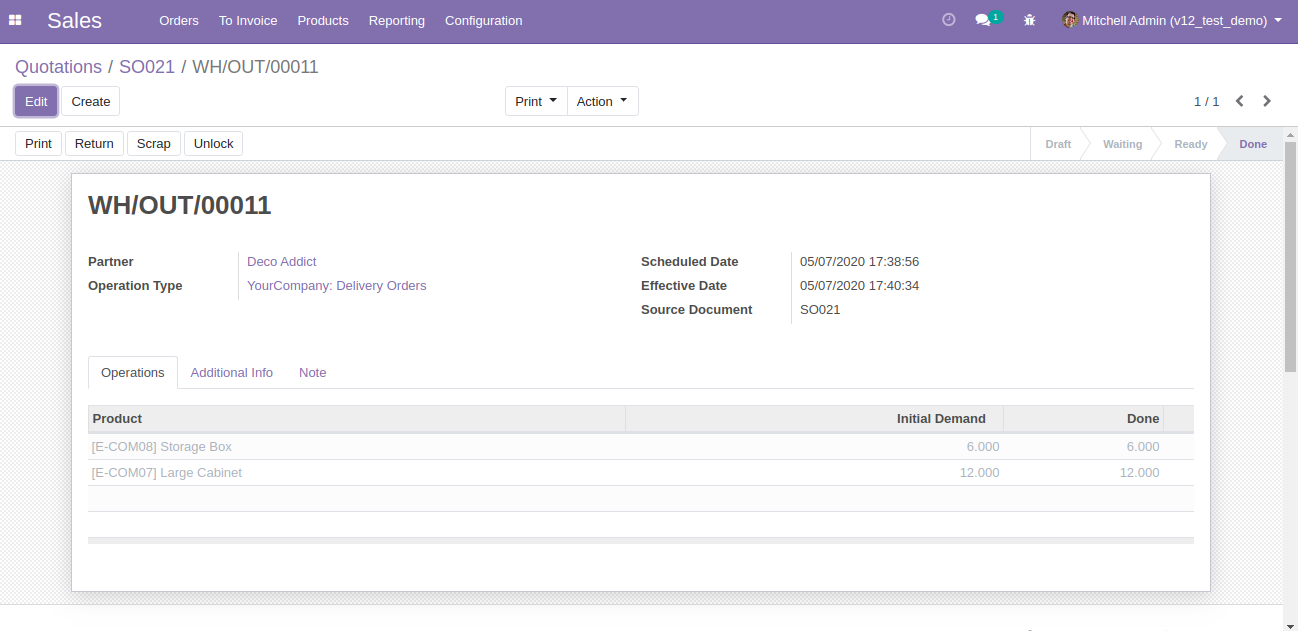 Sales Orders To Invoice Products Reporting Configuration 1 Mitchell Admin (v12_test_demo)
Quotations / SO021 / WH/OUT/00011
Edit Create Print Action 1 / 1
Print Return Scrap Unlock Draft Waiting Ready Done
WH/OUT/00011
Partner Deco Addict Scheduled Date 05/07/2020 17:38:56
Operation Type YourCompany: Delivery Orders Effective Date 05/07/2020 17:40:34
Source Document SO021
Operations Additional Info Note
Product Initial Demand Done
[E-COM08] Storage Box 6.000 6.000
[E-COM07] Large Cabinet 12.000 12.000